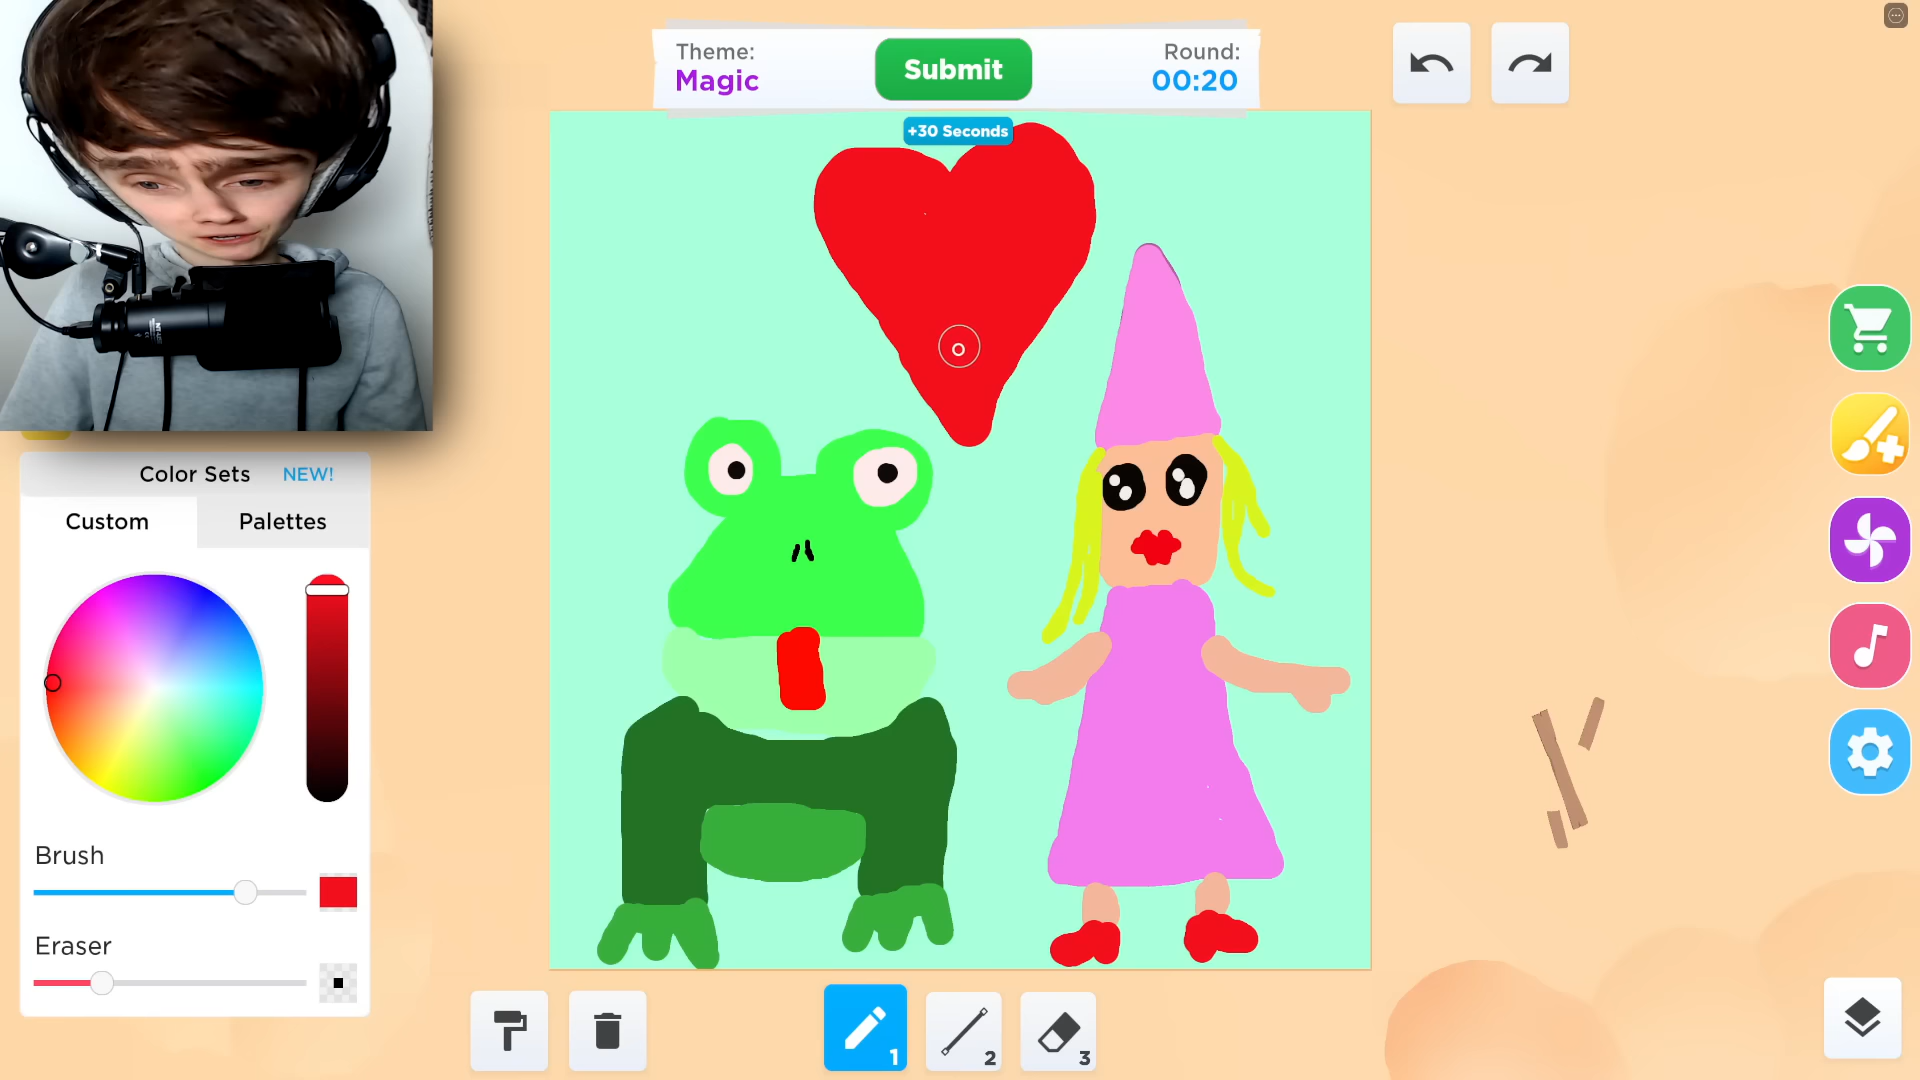 Theme:
Magic
Submit
Round:
00:20
+30 Seconds
Color Sets NEW!
Custom
Palettes
Brush
Eraser
1
2
3